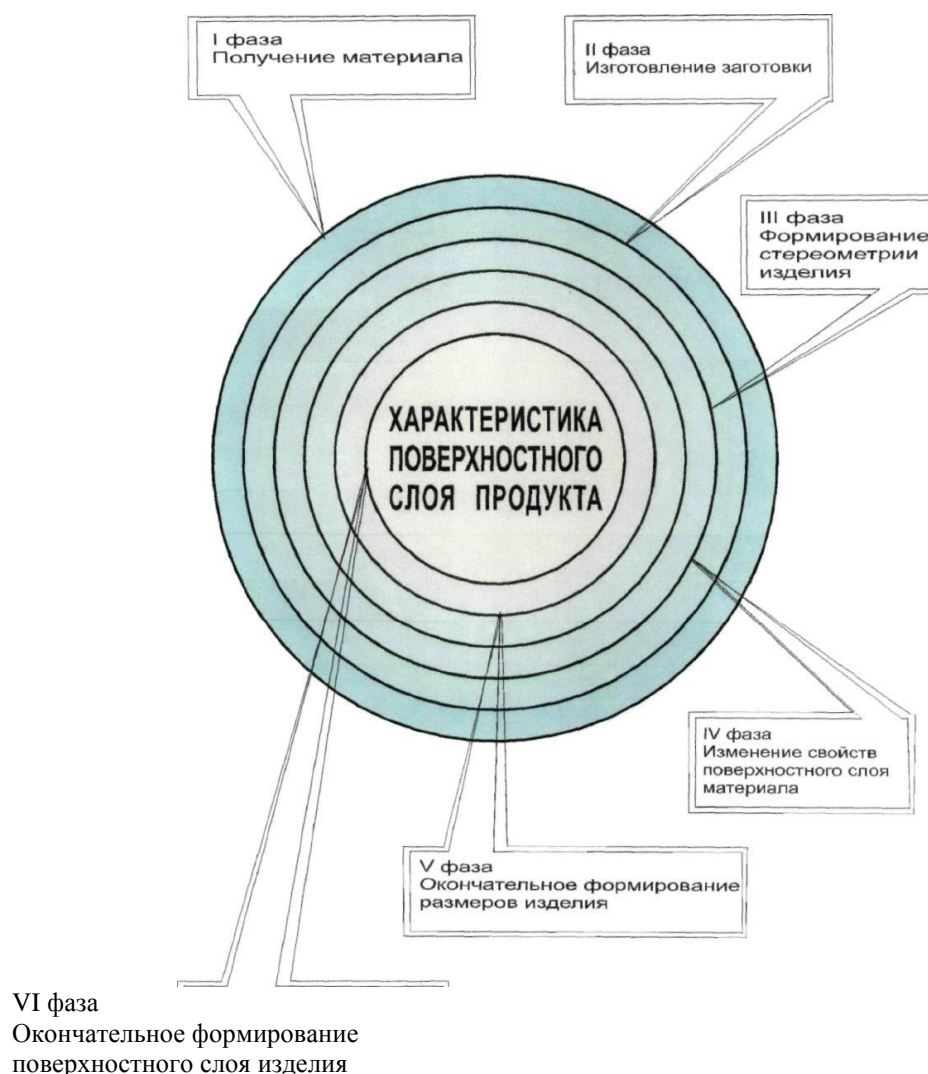 I фаза
Получение материала
II фаза
Изготовление заготовки
III фаза
Формирование
стереометрии
изделия
ХАРАКТЕРИСТИКА
ПОВЕРХНОСТНОГО
СЛОЯ ПРОДУКТА
IV фаза
Изменение свойств
поверхностного слоя
материала
V фаза
Окончательное формирование
размеров изделия
VI фаза
Окончательное формирование
поверхностного слоя изделия